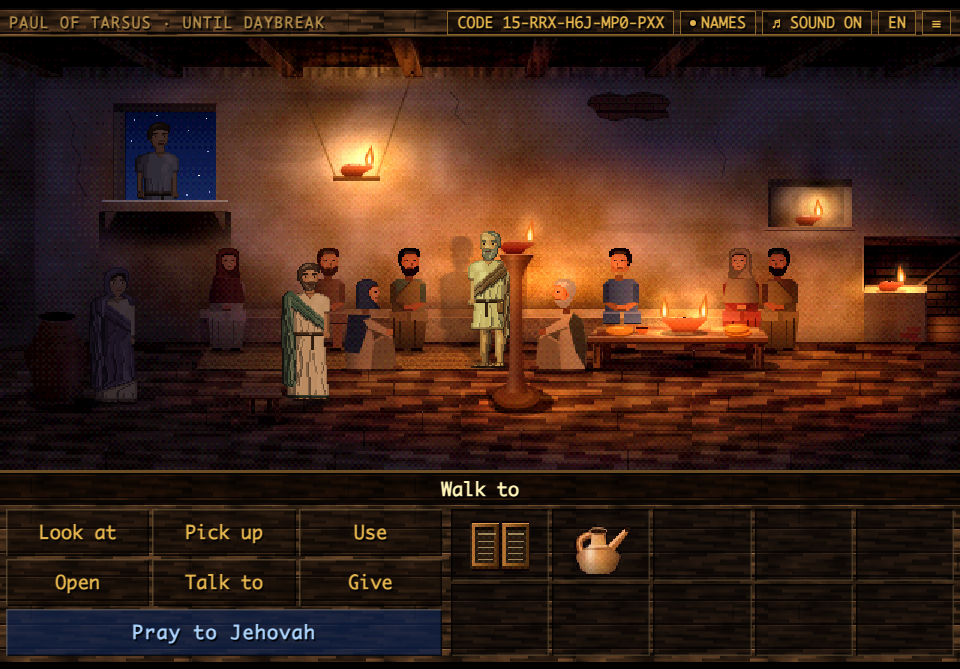 PAUL OF TARSUS · UNTIL DAYBREAK
CODE 15-RRX-H6J-MP0-PXX
• NAMES
♬ SOUND ON
EN
≡
Walk to
Look at
Pick up
Use
Open
Talk to
Give
Pray to Jehovah